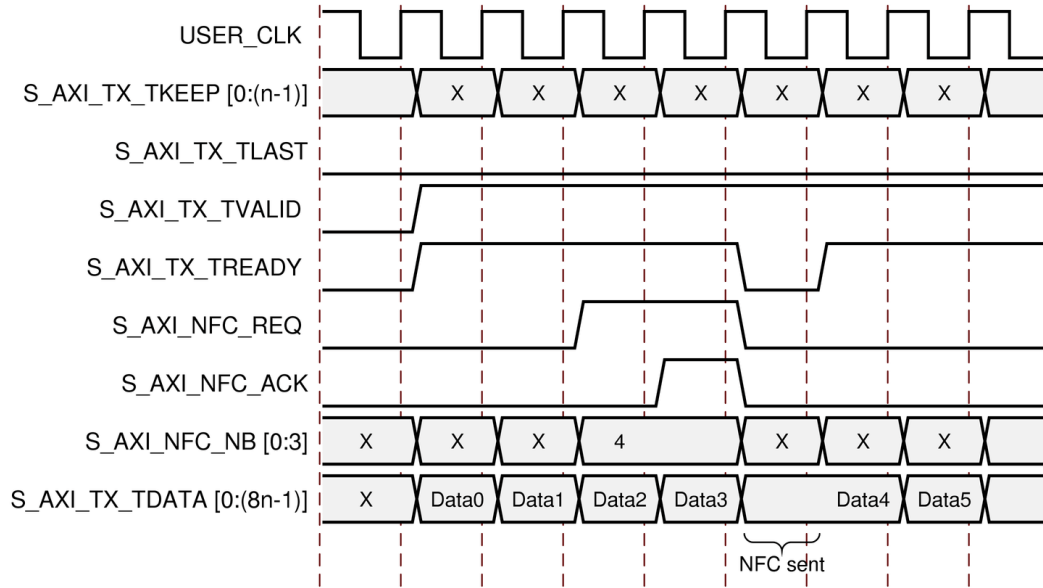 USER_CLK
S_AXI_TX_TKEEP [0:(n-1)] X X X X X X X
S_AXI_TX_TLAST
S_AXI_TX_TVALID
S_AXI_TX_TREADY
S_AXI_NFC_REQ
S_AXI_NFC_ACK
S_AXI_NFC_NB [0:3] X X X 4 X X X
S_AXI_TX_TDATA [0:(8n-1)] X Data0 Data1 Data2 Data3 Data4 Data5
NFC sent